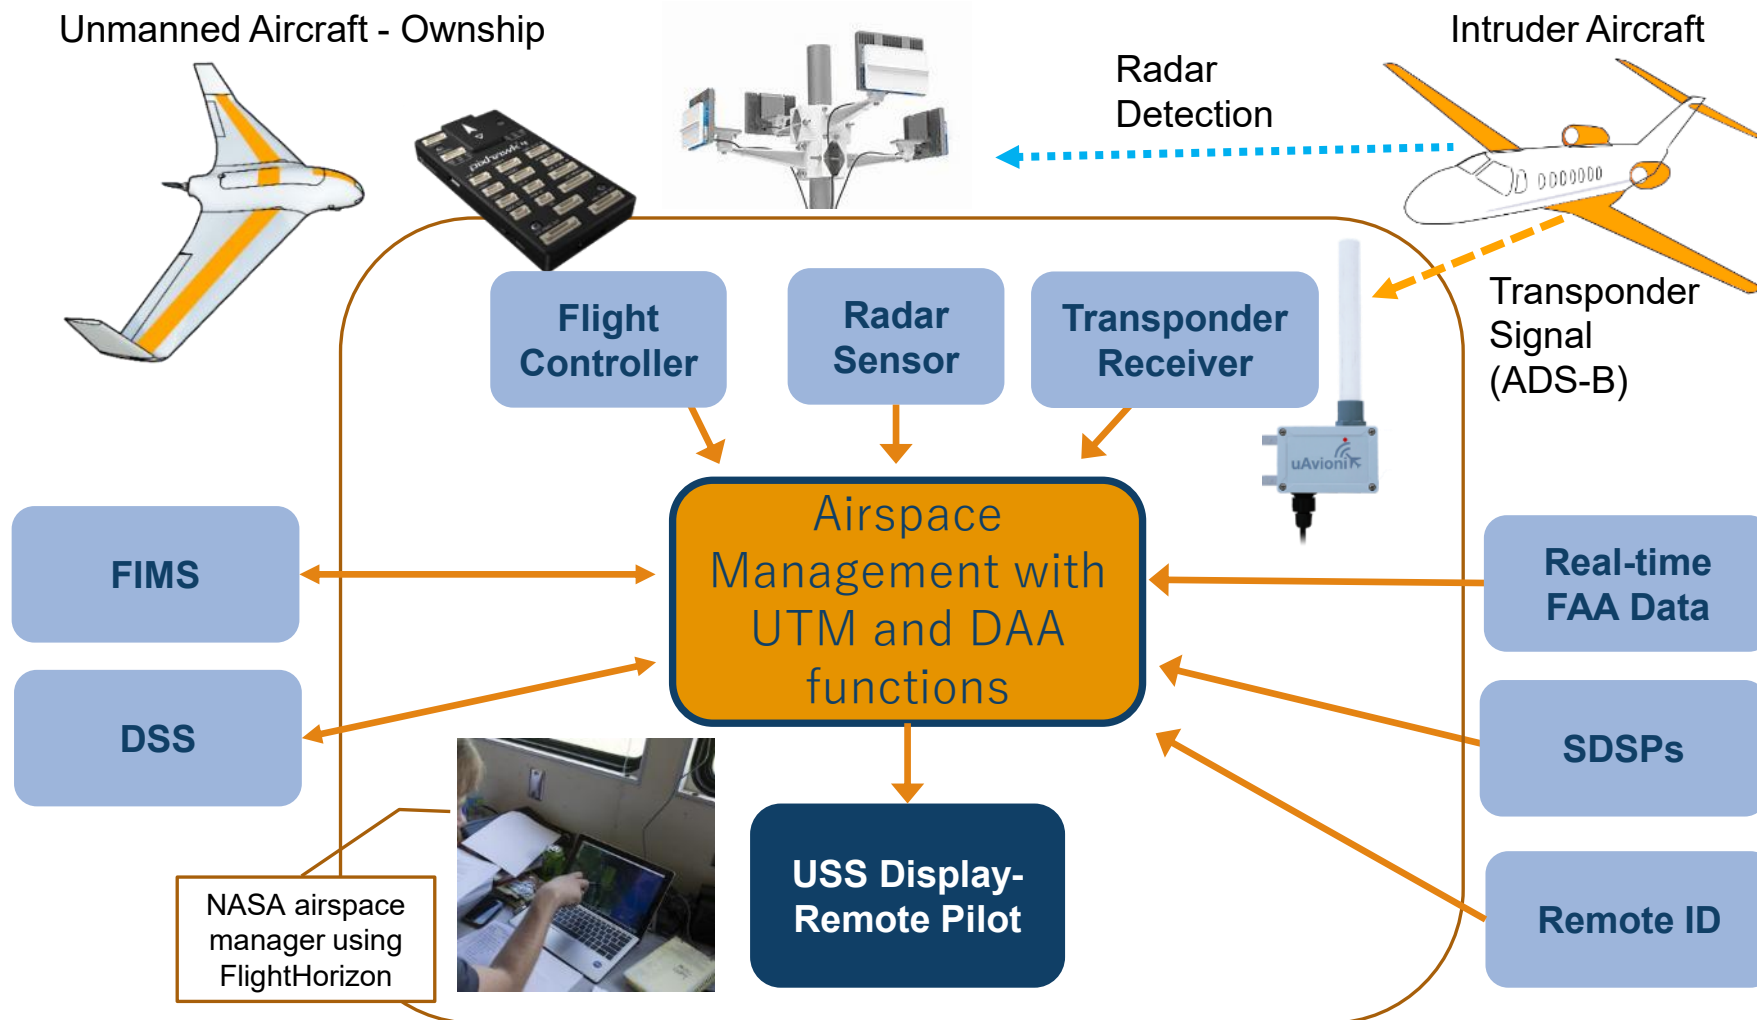 Unmanned Aircraft - Ownship
Intruder Aircraft
Radar
Detection
pixhawk 4
Flight
Controller
Radar
Sensor
Transponder
Receiver
Transponder
Signal
(ADS-B)
uAvionix
Airspace
Management with
UTM and DAA
functions
FIMS
DSS
Real-time
FAA Data
SDSPs
Remote ID
USS Display-
Remote Pilot
NASA airspace
manager using
FlightHorizon